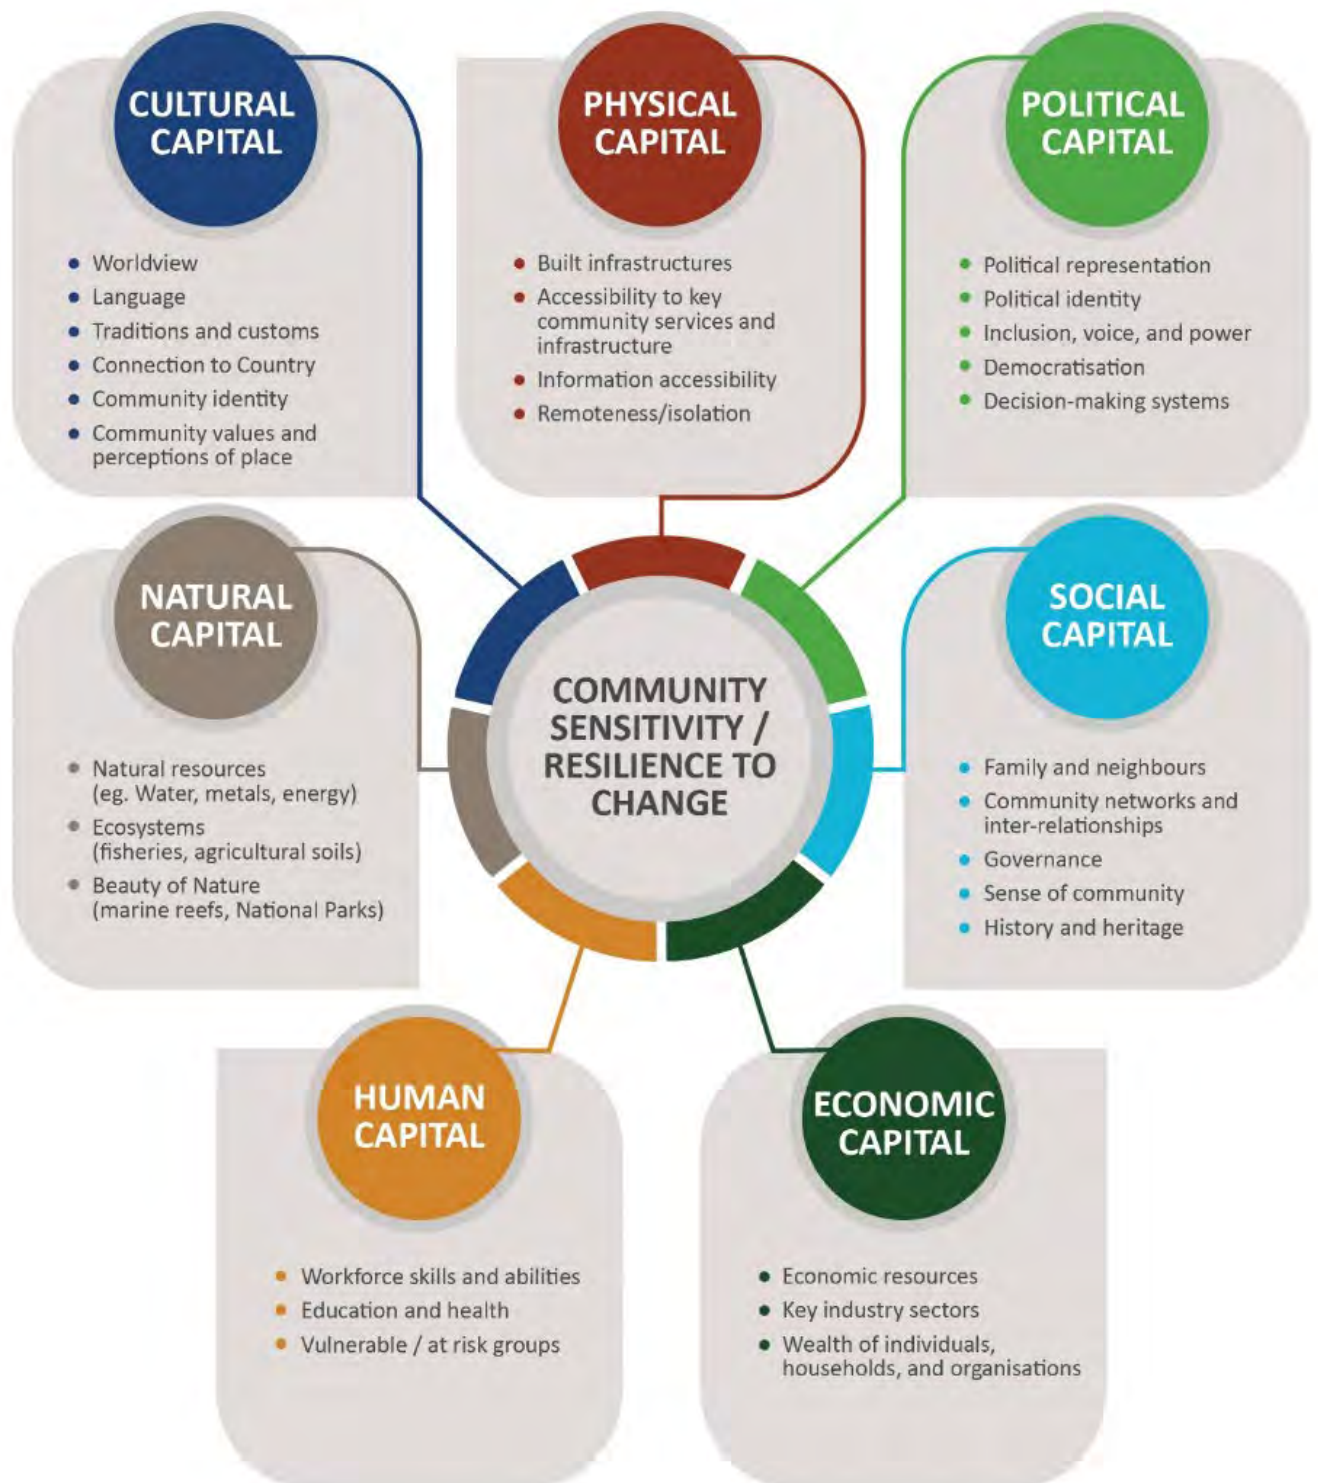 CULTURAL
CAPITAL
Worldview
Language
Traditions and customs
Connection to Country
Community identity
Community values and
perceptions of place
PHYSICAL
CAPITAL
Built infrastructures
Accessibility to key
community services and
infrastructure
Information accessibility
Remoteness/isolation
POLITICAL
CAPITAL
Political representation
Political identity
Inclusion, voice, and power
Democratisation
Decision-making systems
NATURAL
CAPITAL
Natural resources
(eg. Water, metals, energy)
Ecosystems
(fisheries, agricultural soils)
Beauty of Nature
(marine reefs, National Parks)
COMMUNITY
SENSITIVITY /
RESILIENCE TO
CHANGE
SOCIAL
CAPITAL
Family and neighbours
Community networks and
inter-relationships
Governance
Sense of community
History and heritage
HUMAN
CAPITAL
Workforce skills and abilities
Education and health
Vulnerable / at risk groups
ECONOMIC
CAPITAL
Economic resources
Key industry sectors
Wealth of individuals,
households, and organisations